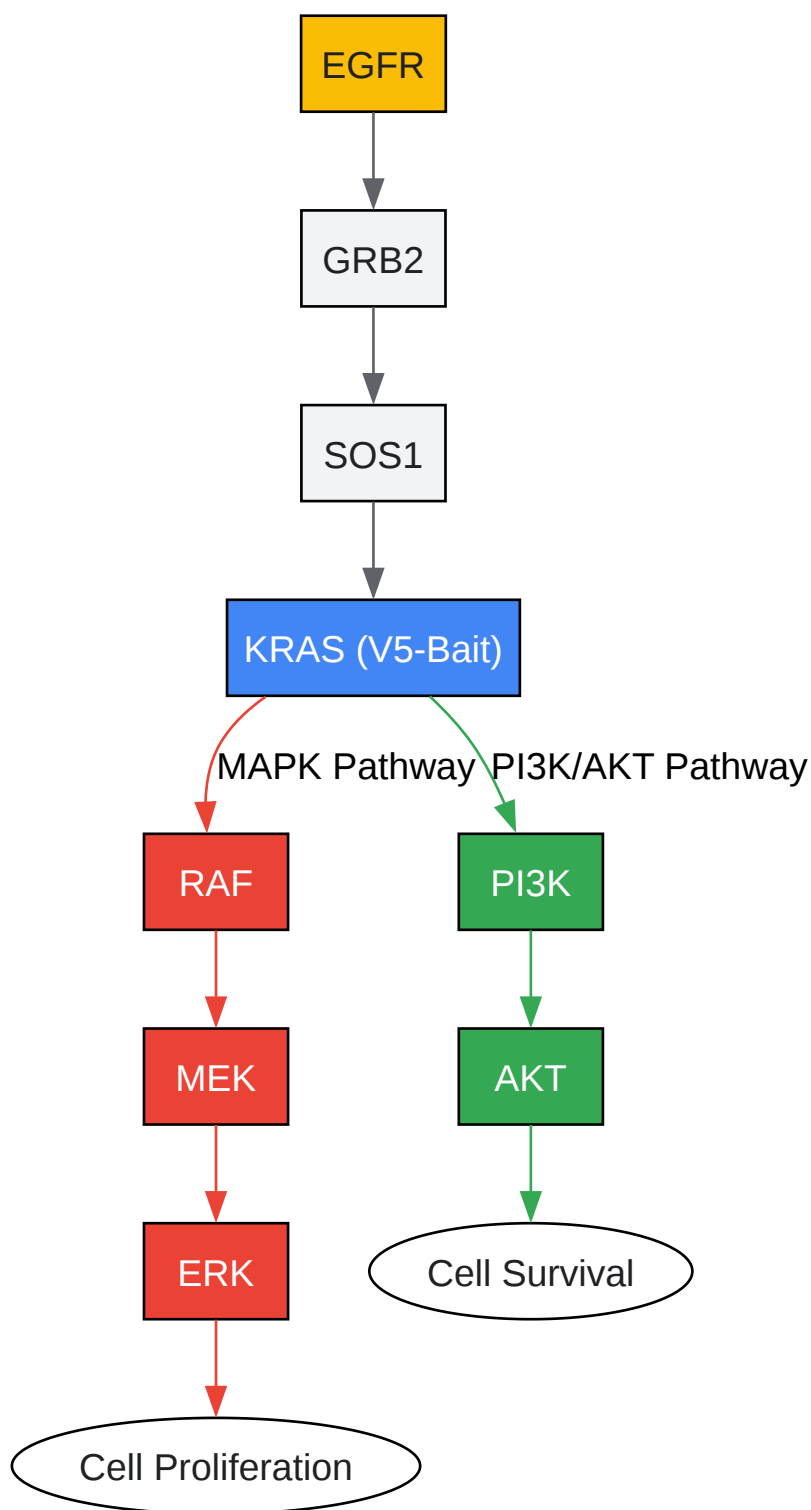 EGFR
GRB2
SOS1
KRAS (V5-Bait)
MAPK Pathway
PI3K/AKT Pathway
RAF
PI3K
MEK
AKT
ERK
Cell Survival
Cell Proliferation